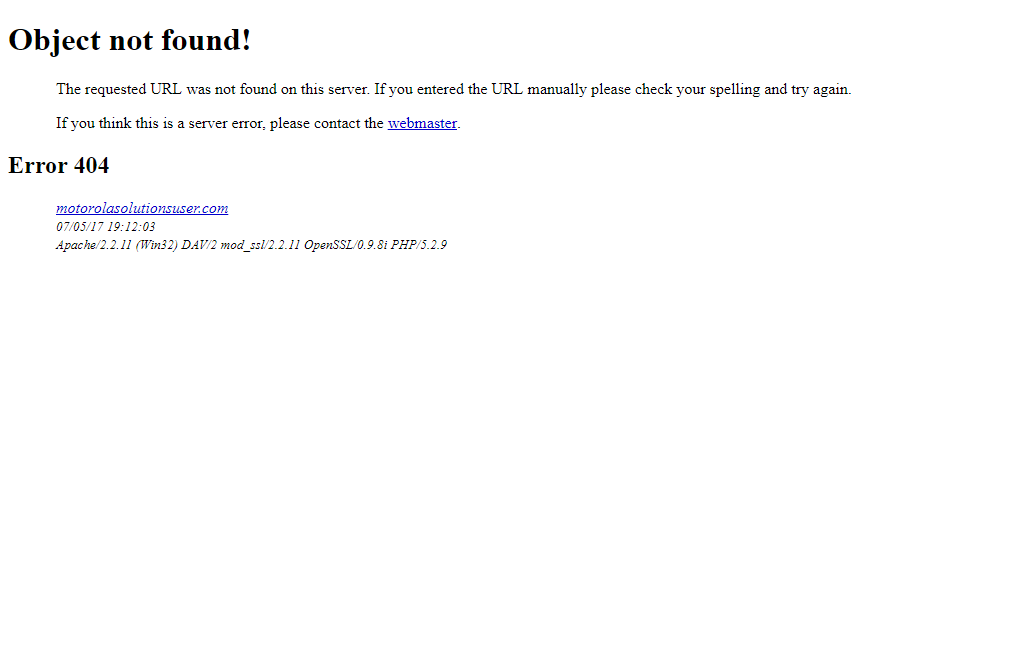 Object not found!
The requested URL was not found on this server. If you entered the URL manually please check your spelling and try again.
If you think this is a server error, please contact the webmaster.
Error 404
motorolasolutionsuser.com
07/05/17 19:12:03
Apache/2.2.11 (Win32) DAV/2 mod_ssl/2.2.11 OpenSSL/0.9.8i PHP/5.2.9